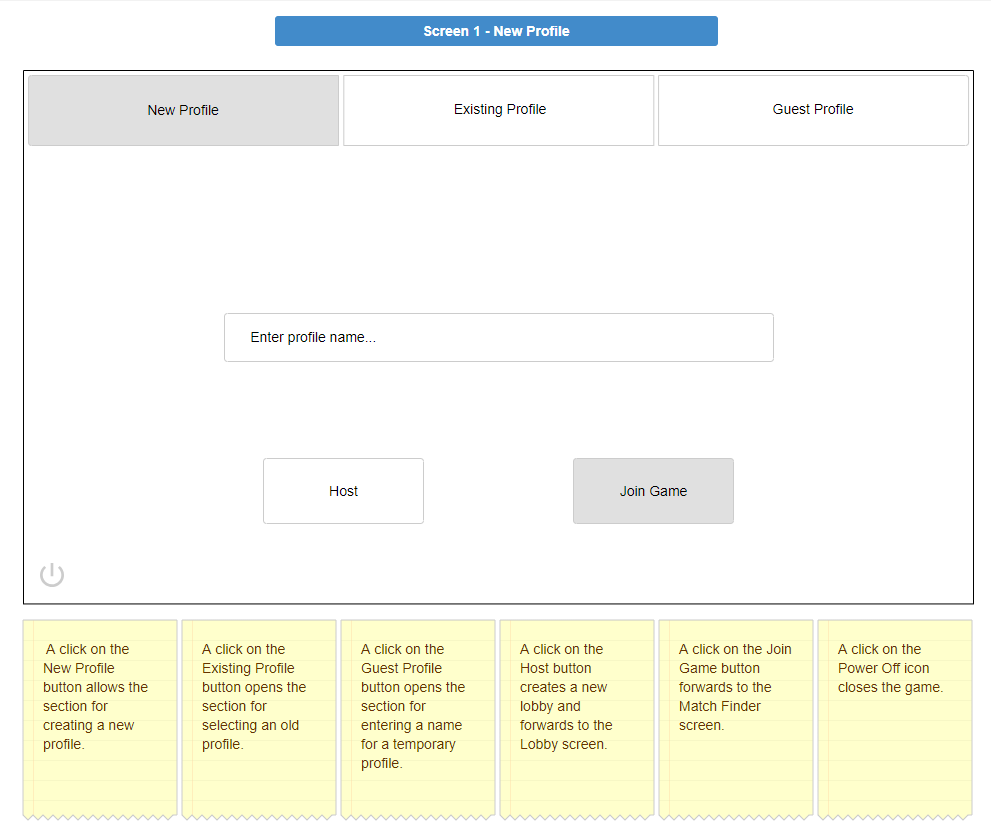 Screen 1 - New Profile
New Profile
Existing Profile
Guest Profile
Enter profile name...
Host
Join Game
A click on the
New Profile
button allows the
section for
creating a new
profile.
A click on the
Existing Profile
button opens the
section for
selecting an old
profile.
A click on the
Guest Profile
button opens the
section for
entering a name
for a temporary
profile.
A click on the
Host button
creates a new
lobby and
forwards to the
Lobby screen.
A click on the Join
Game button
forwards to the
Match Finder
screen.
A click on the
Power Off icon
closes the game.